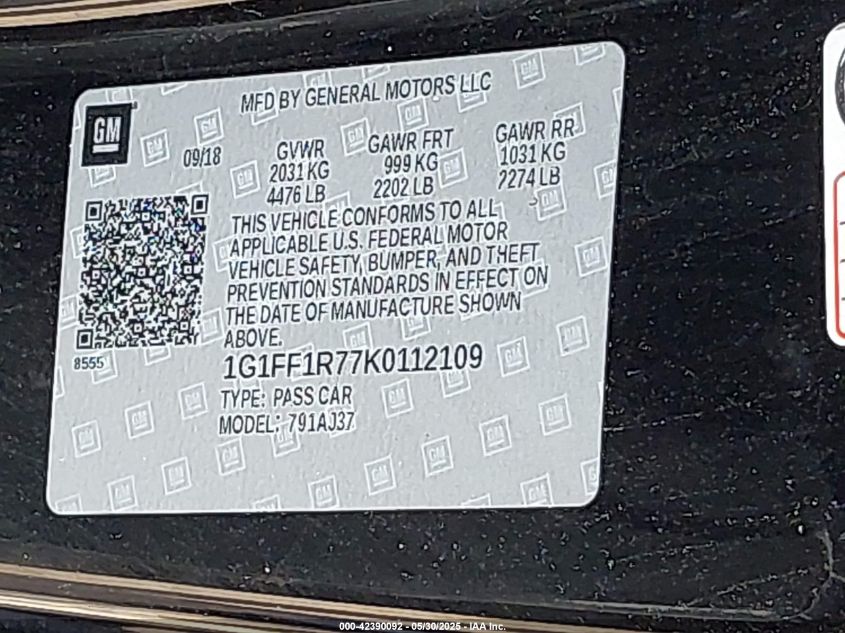 MFD BY GENERAL MOTORS LLC
GM
09/18
GVWR
2031 KG
4476 LB
GAWR FRT
999 KG
2202 LB
GAWR RR
1031 KG
2274 LB
THIS VEHICLE CONFORMS TO ALL
APPLICABLE U.S. FEDERAL MOTOR
VEHICLE SAFETY, BUMPER, AND THEFT
PREVENTION STANDARDS IN EFFECT ON
THE DATE OF MANUFACTURE SHOWN
ABOVE.
8555
1G1FF1R77K0112109
TYPE: PASS CAR
MODEL: 791AJ37
000-42390092 - 05/30/2025 - IAA Inc.